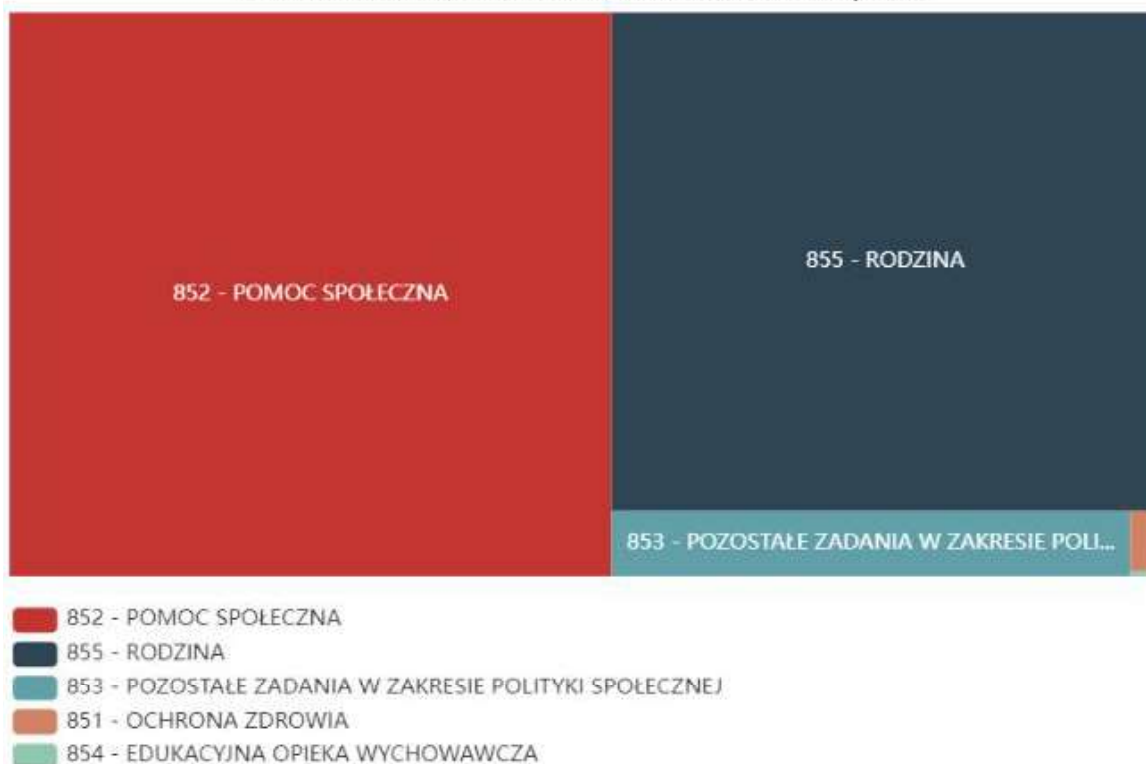 852 - POMOC SPOŁECZNA
855 - RODZINA
853 - POZOSTAŁE ZADANIA W ZAKRESIE POLI...
852 - POMOC SPOŁECZNA
855 - RODZINA
853 - POZOSTAŁE ZADANIA W ZAKRESIE POLITYKI SPOŁECZNEJ
851 - OCHRONA ZDROWIA
854 - EDUKACYJNA OPIEKA WYCHOWAWCZA